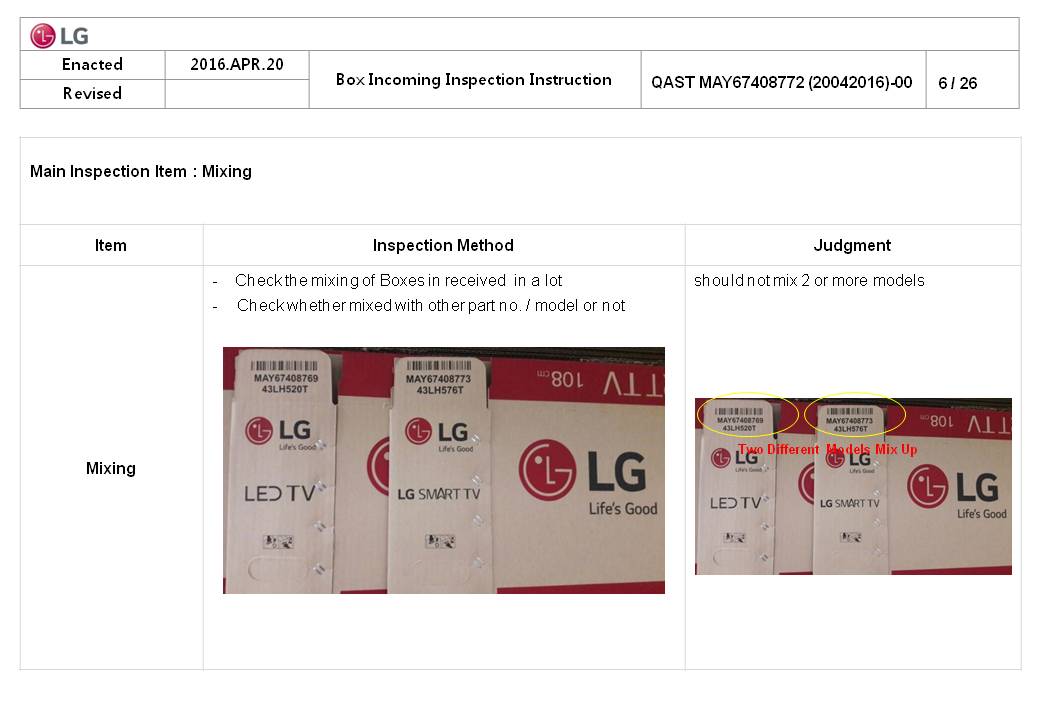 LG
Enacted
2016.APR.20
Box Incoming Inspection Instruction
QAST MAY67408772 (20042016)-00
6 / 26
Revised
Main Inspection Item : Mixing
Item
Inspection Method
Judgment
Mixing
- Check the mixing of Boxes in received in a lot
- Check whether mixed with other part no. / model or not
MAY67408769
43LH520T
LG
Life's Good
LED TV
MAY67408773
43LH576T
LG
Life's Good
LG SMART TV
108 cm
TV
LG
Life's Good
should not mix 2 or more models
MAY67408769
43LH520T
MAY67408773
43LH576T
108 cm
TV
Two Different Models Mix Up
LG
LG
LED TV
LG SMART TV
LG
Life's Good